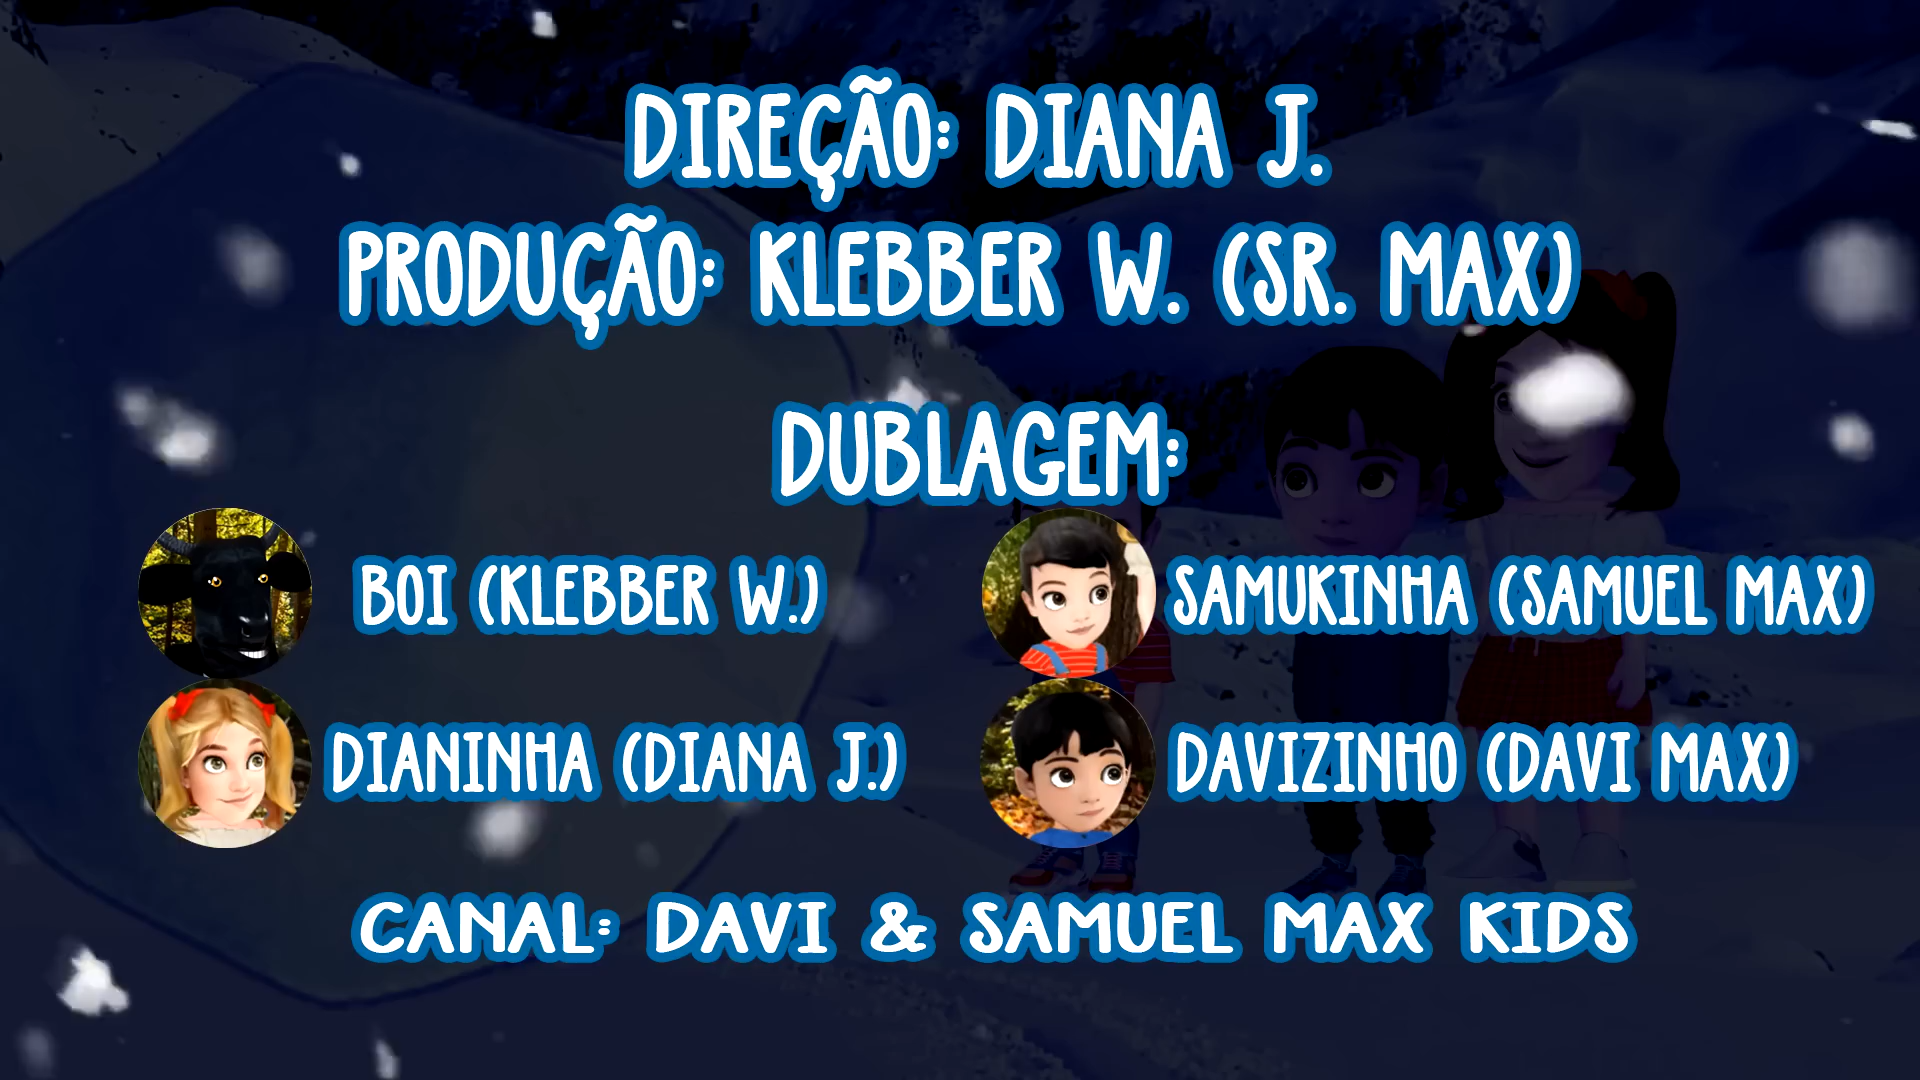 DIREÇÃO: DIANA J.
PRODUÇÃO: KLEBBER W. (SR. MAX)
DUBLAGEM:
BOI (KLEBBER W.)
SAMUKINHA (SAMUEL MAX)
DIANINHA (DIANA J.)
DAVIZINHO (DAVI MAX)
CANAL: DAVI & SAMUEL MAX KIDS